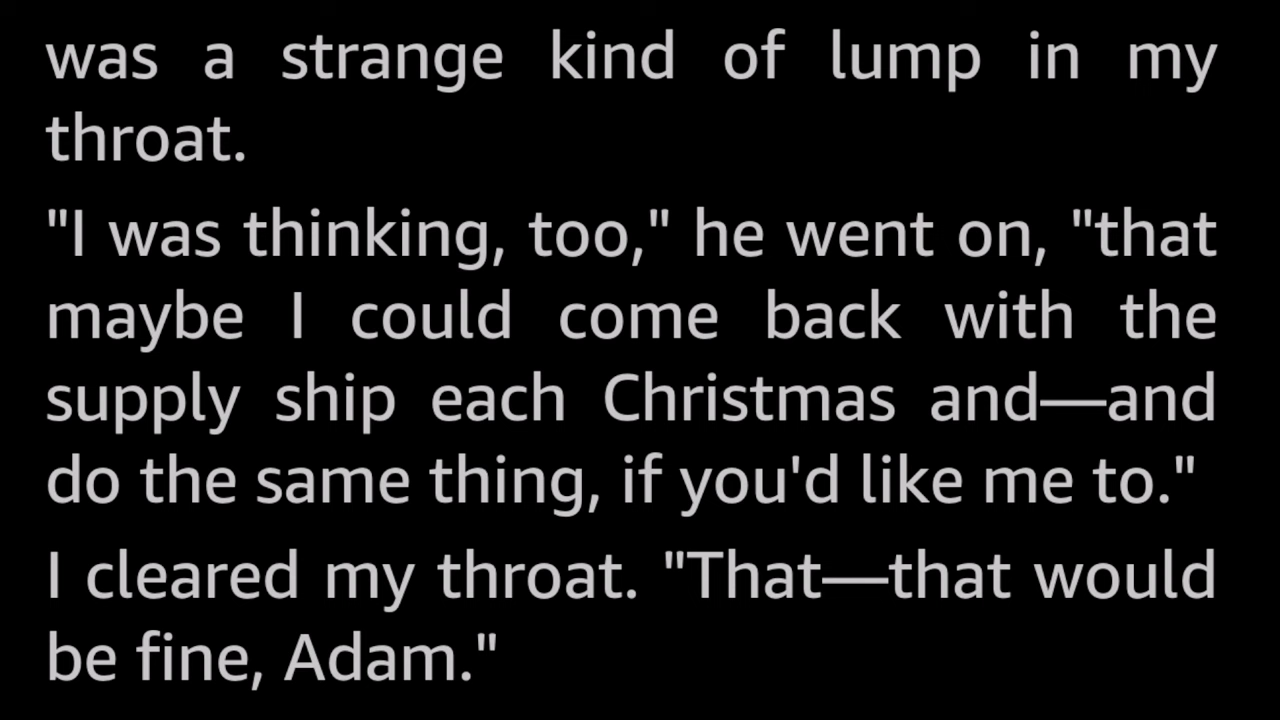 was a strange kind of lump in my
throat.
"I was thinking, too," he went on, "that
maybe I could come back with the
supply ship each Christmas and—and
do the same thing, if you'd like me to."
I cleared my throat. "That—that would
be fine, Adam."